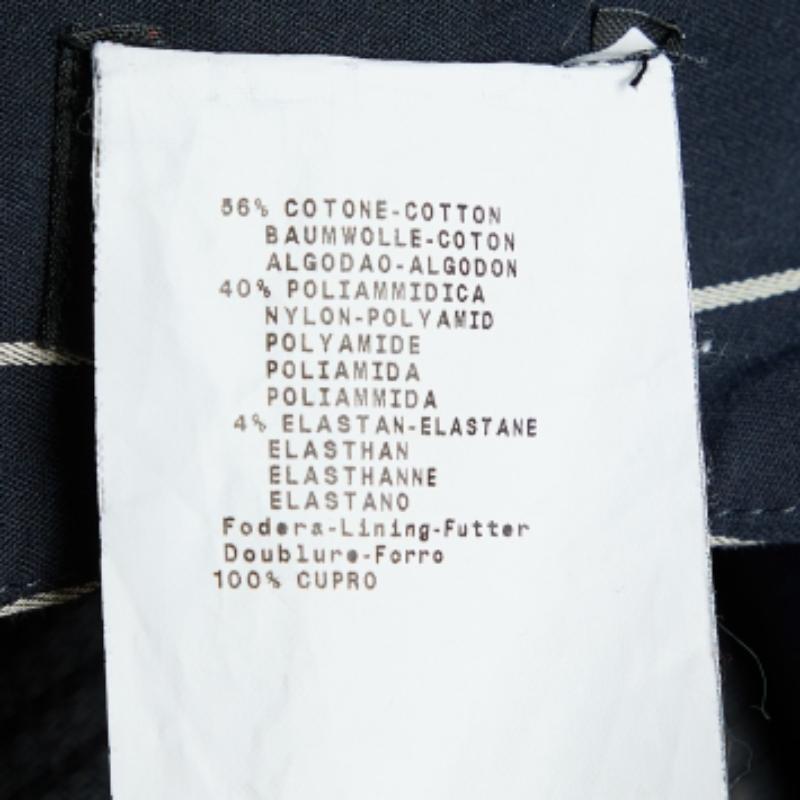 56% COTONE-COTTON
BAUMWOLLE-COTON
ALGODAO-ALGODON
40% POLIAMMIDICA
NYLON-POLYAMID
POLYAMIDE
POLIAMIDA
POLIAMMIDA
4% ELASTAN-ELASTANE
ELASTHAN
ELASTHANNE
ELASTANO
Fodera-Lining-Futter
Doublure-Forro
100% CUPRO